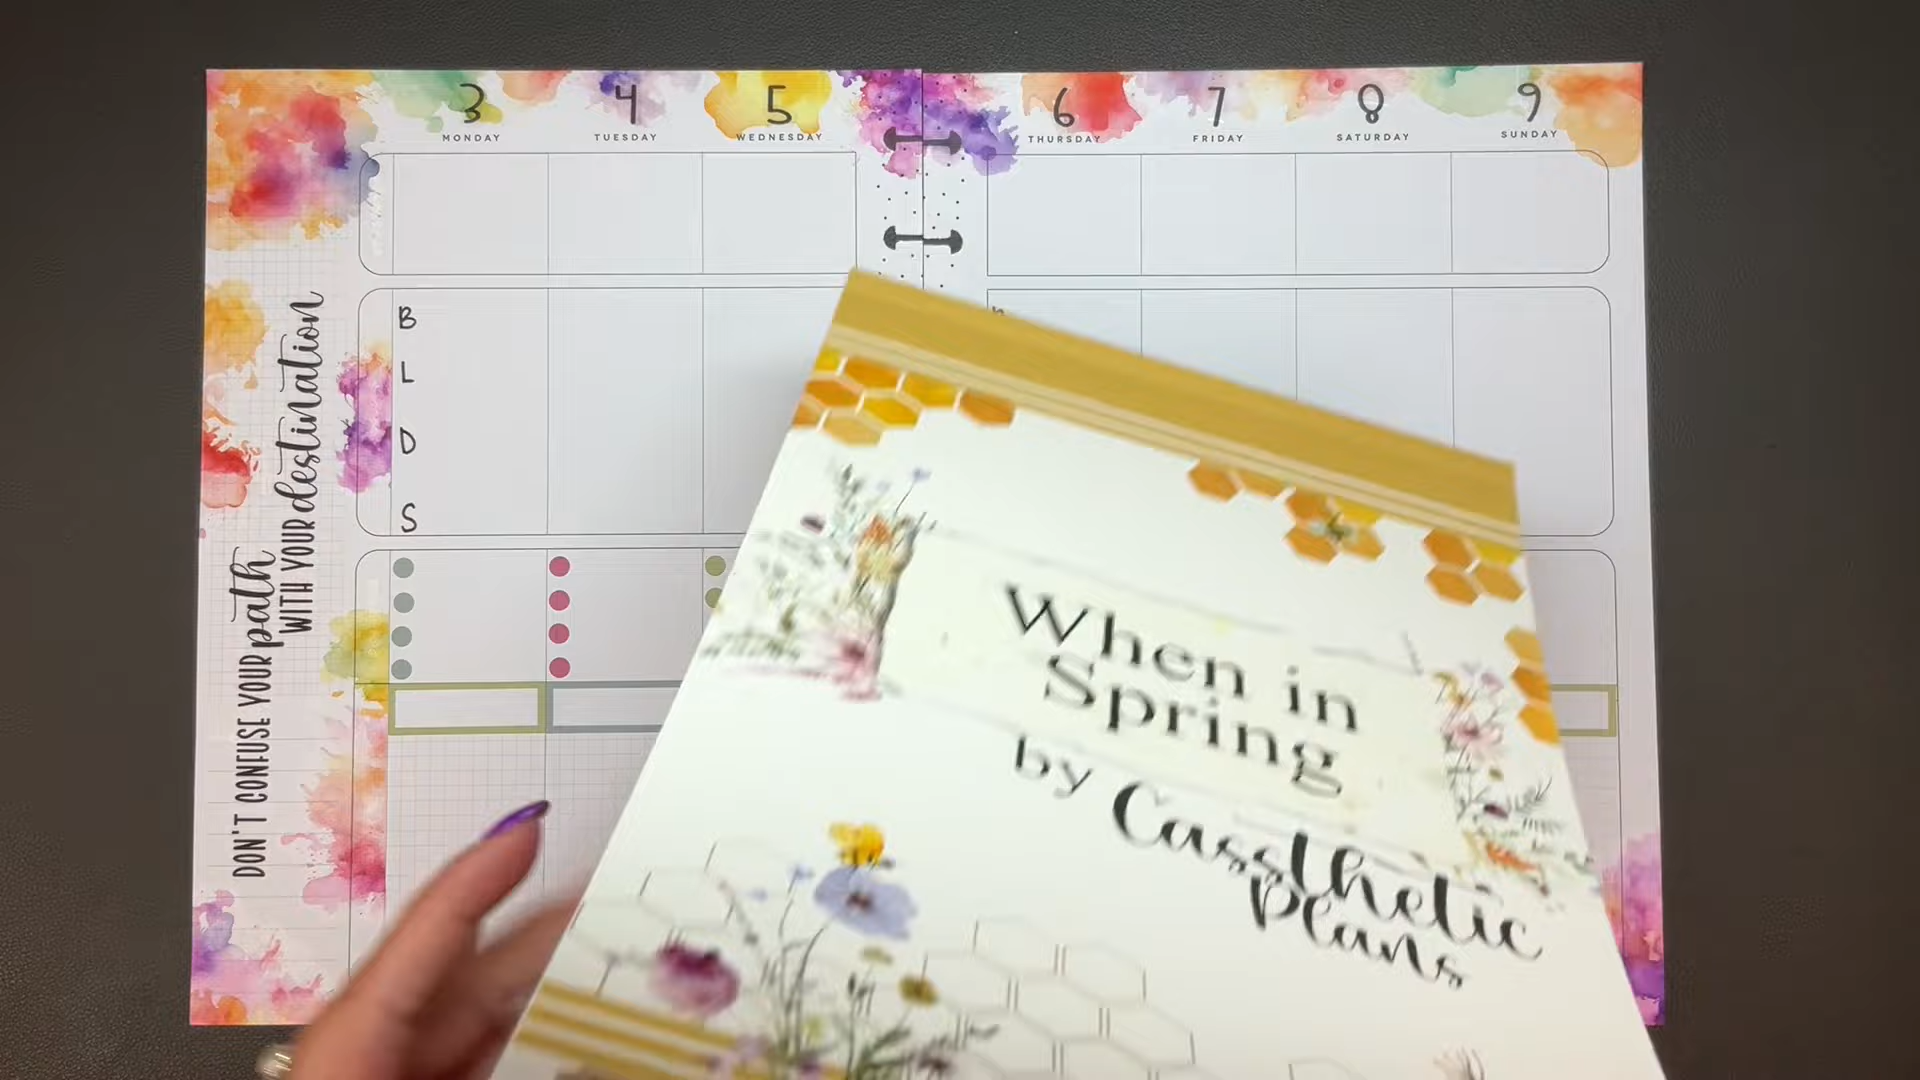 3 4 5 6 7 8 9
MONDAY TUESDAY WEDNESDAY THURSDAY FRIDAY SATURDAY SUNDAY
B
L
D
S
DON'T CONFUSE YOUR path
WITH YOUR destination
When in
Spring
by Cassthetic
Plans